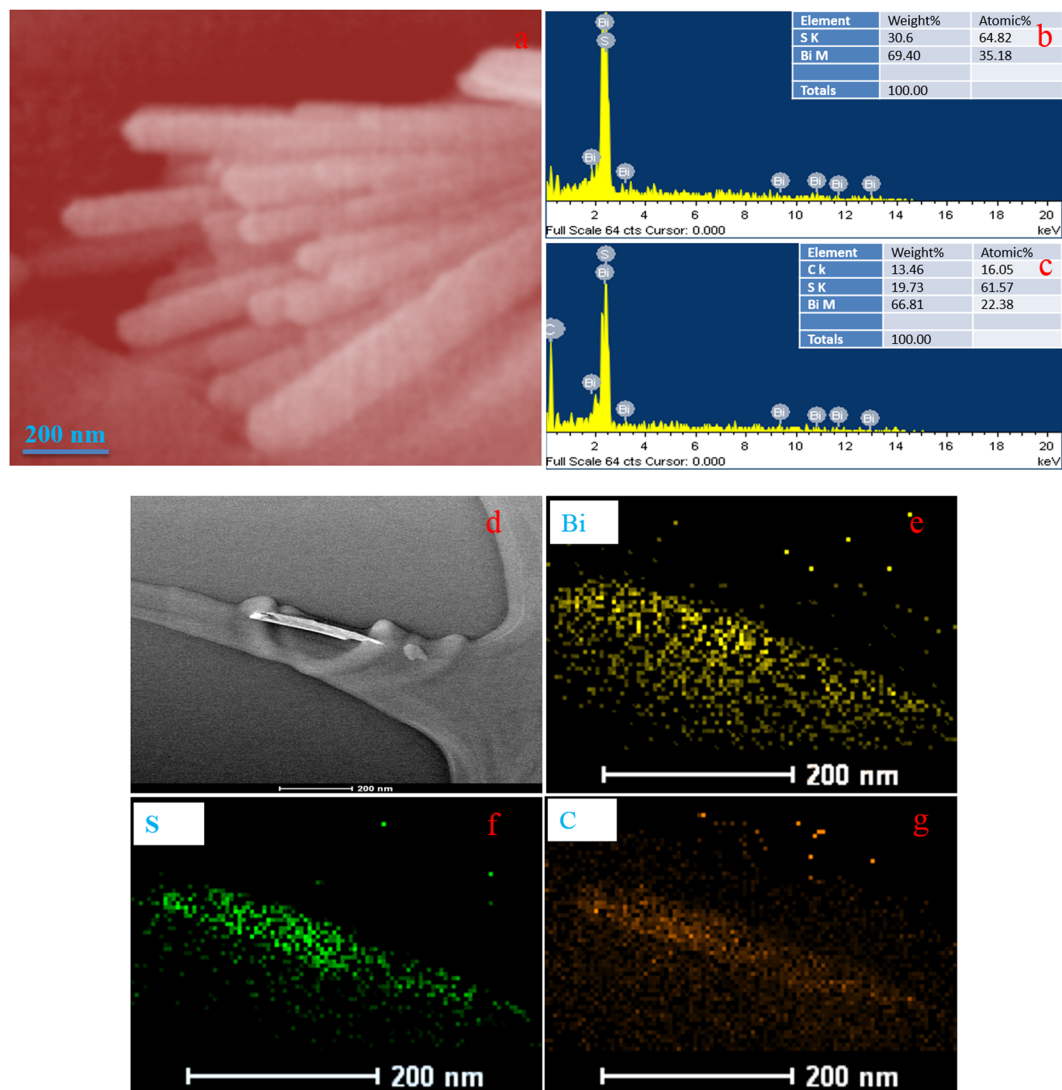 a
200 nm
b
Element Weight% Atomic%
S K 30.6 64.82
Bi M 69.40 35.18
Totals 100.00
Bi
S
Bi
Bi
Bi Bi Bi Bi
2 4 6 8 10 12 14 16 18 20
Full Scale 64 cts Cursor: 0.000 keV
c
Element Weight% Atomic%
C k 13.46 16.05
S K 19.73 61.57
Bi M 66.81 22.38
Totals 100.00
S
Bi
C
Bi
Bi
Bi Bi Bi Bi
2 4 6 8 10 12 14 16 18 20
Full Scale 64 cts Cursor: 0.000 keV
d
200 nm
Bi e
200 nm
S f
200 nm
C g
200 nm